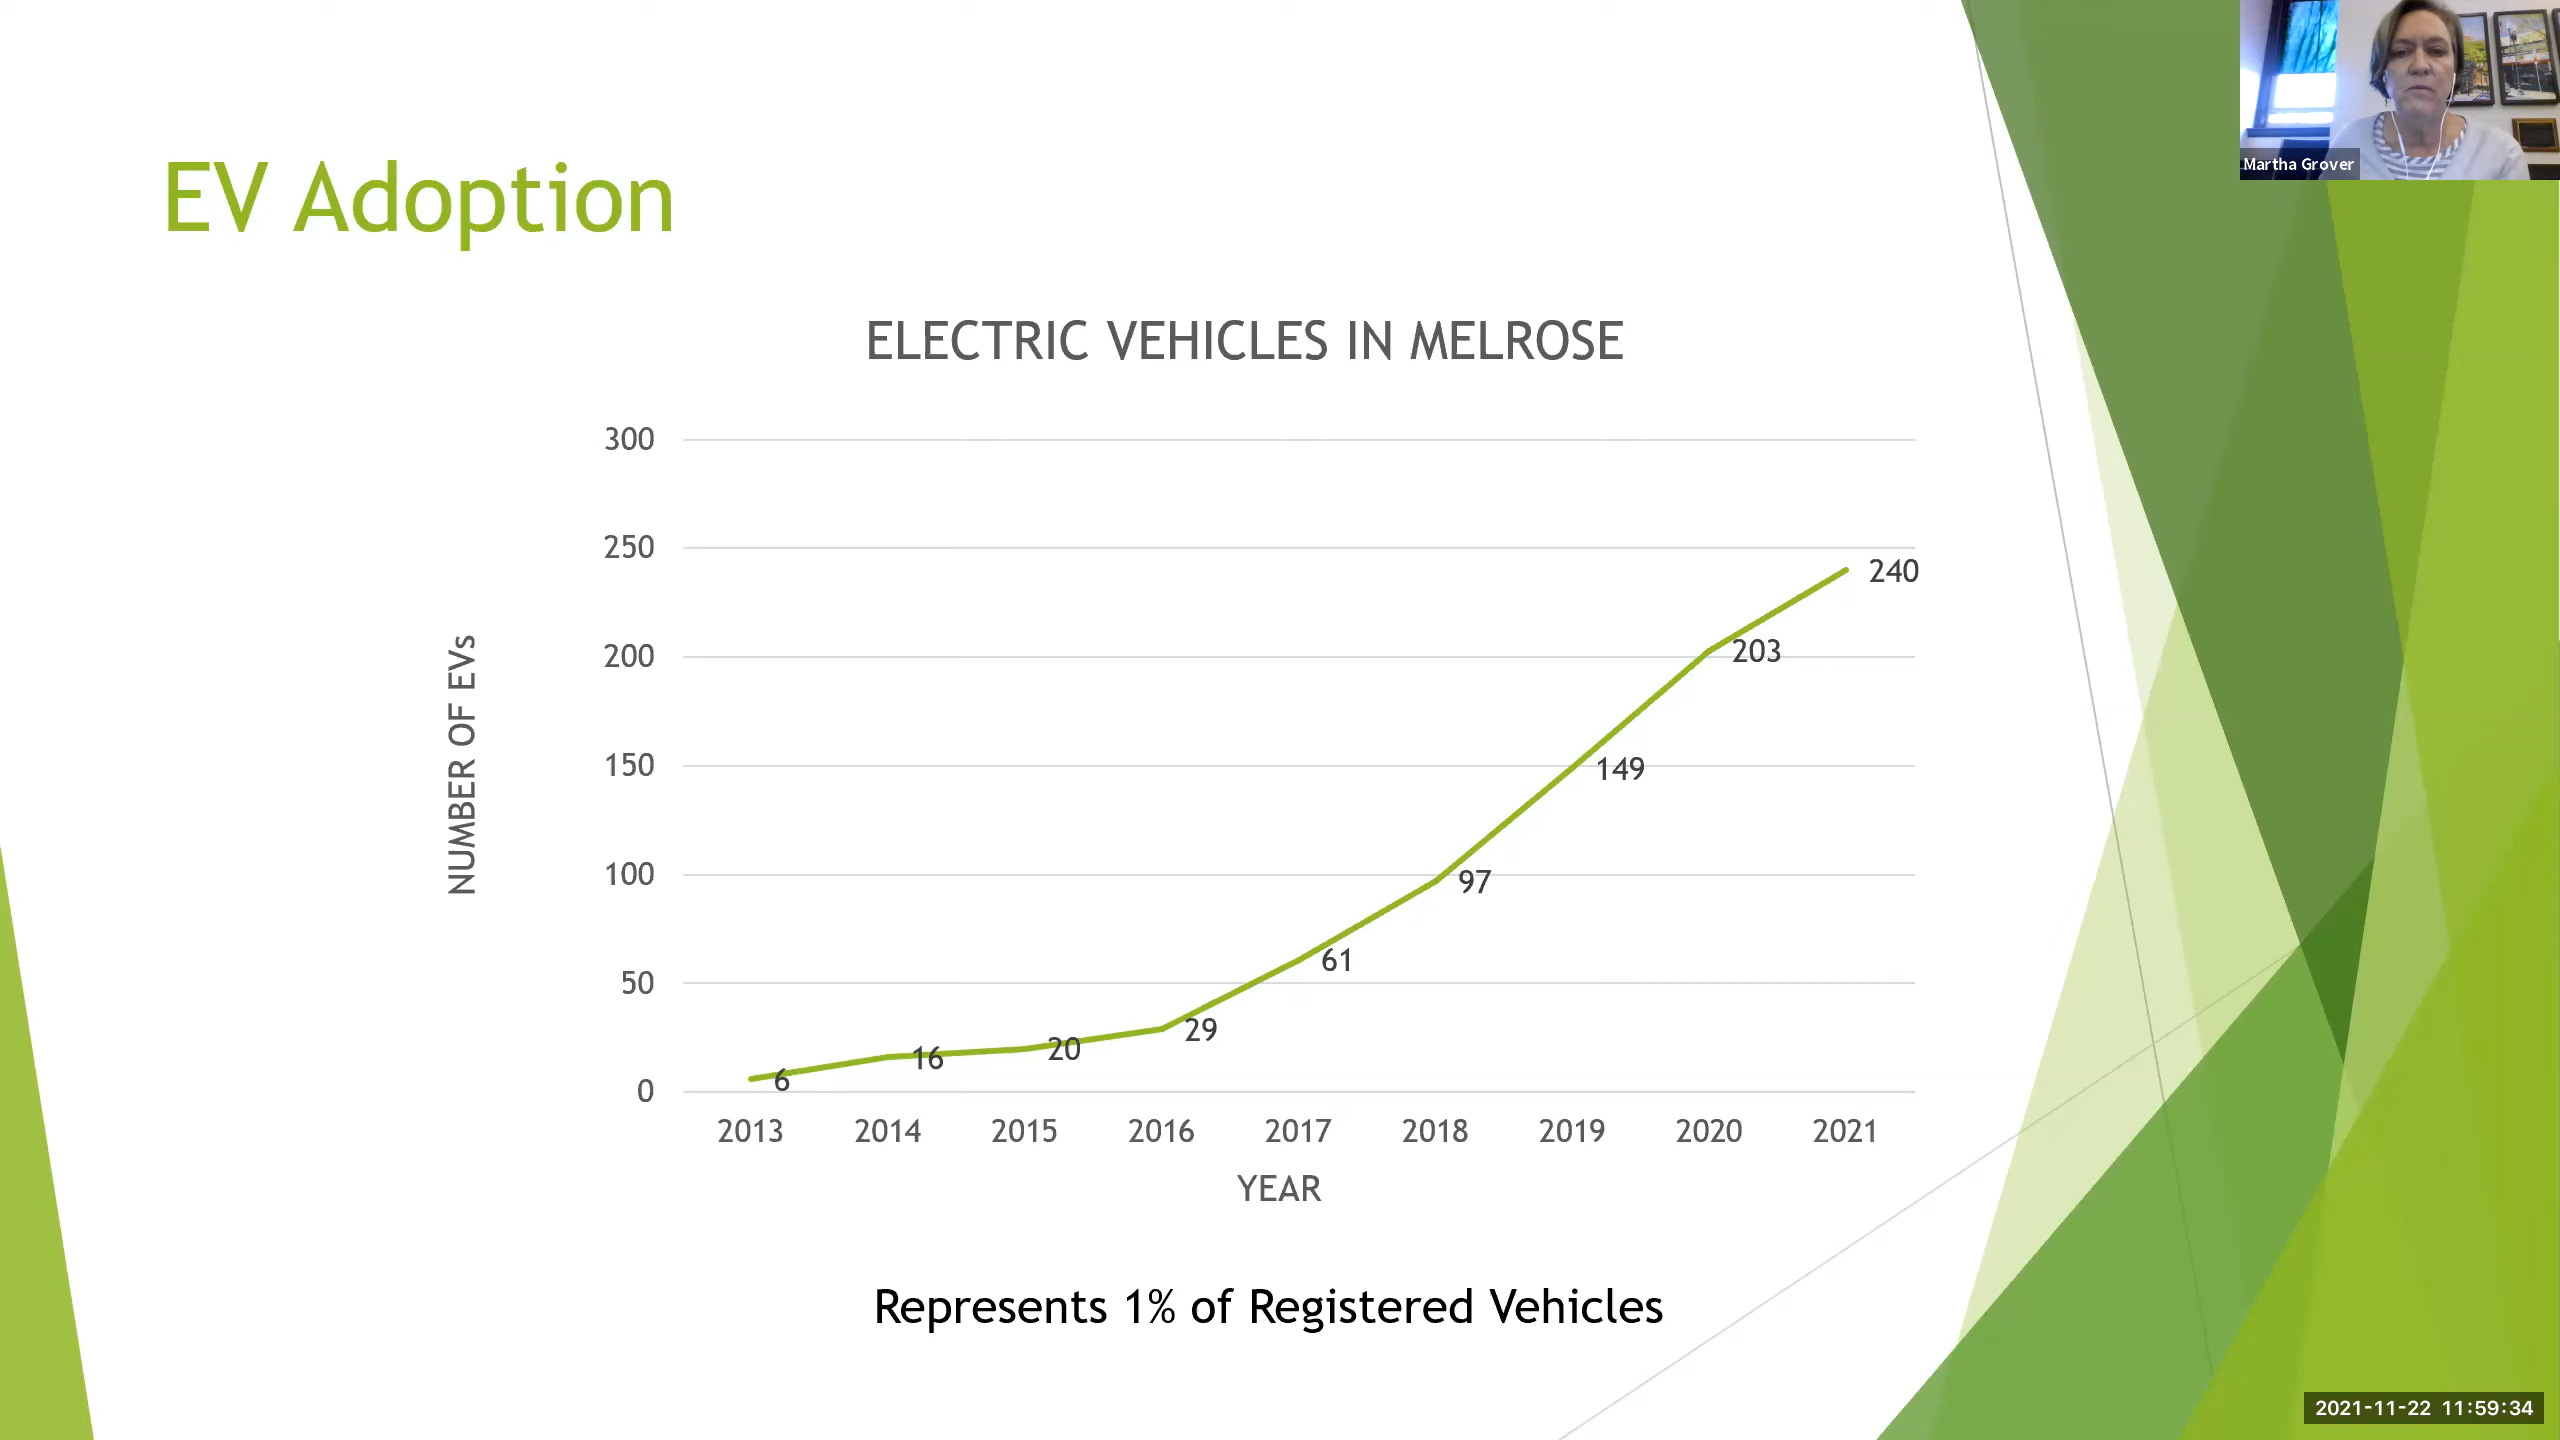 Martha Grover
EV Adoption
ELECTRIC VEHICLES IN MELROSE
NUMBER OF EVs
300
250
200
150
100
50
0
6
16
20
29
61
97
149
203
240
2013 2014 2015 2016 2017 2018 2019 2020 2021
YEAR
Represents 1% of Registered Vehicles
2021-11-22 11:59:34